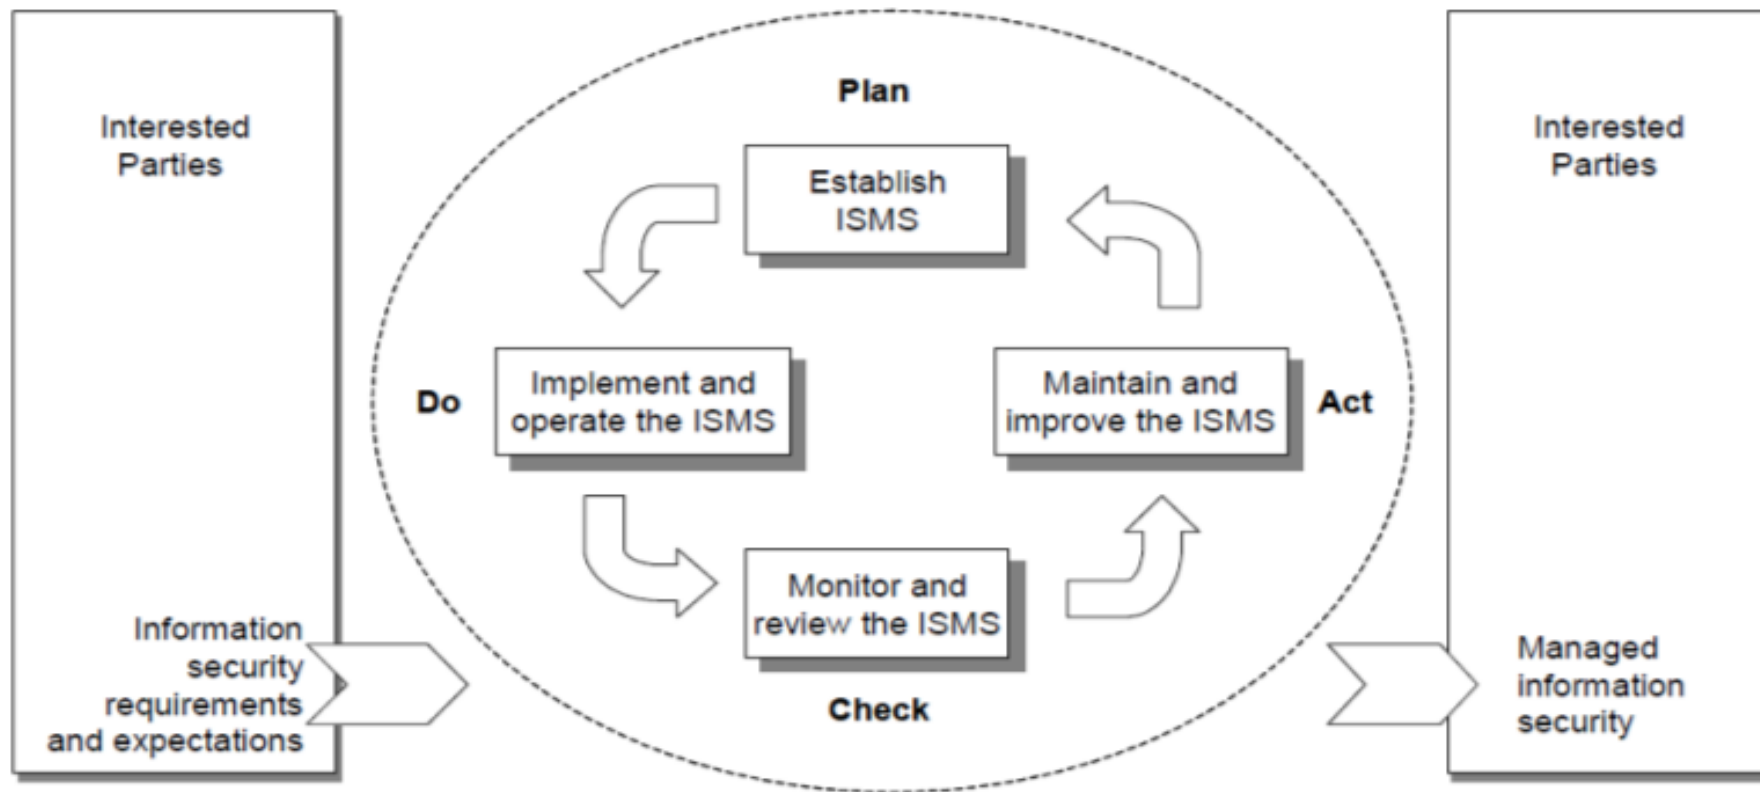 Interested
Parties
Information
security
requirements
and expectations
Plan
Establish
ISMS
Do
Implement and
operate the ISMS
Maintain and
improve the ISMS
Act
Monitor and
review the ISMS
Check
Interested
Parties
Managed
information
security